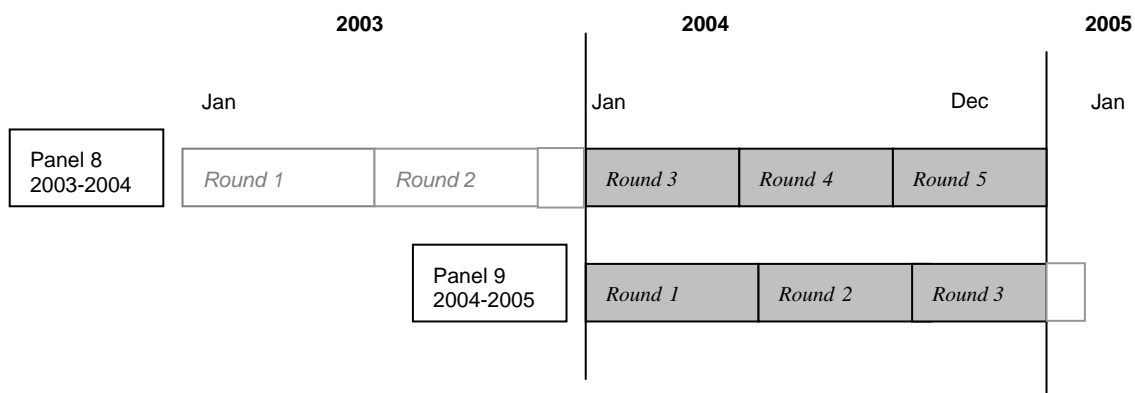 2003 2004 2005
Jan Jan Dec Jan
Panel 8
2003-2004
Round 1 Round 2 Round 3 Round 4 Round 5
Panel 9
2004-2005
Round 1 Round 2 Round 3